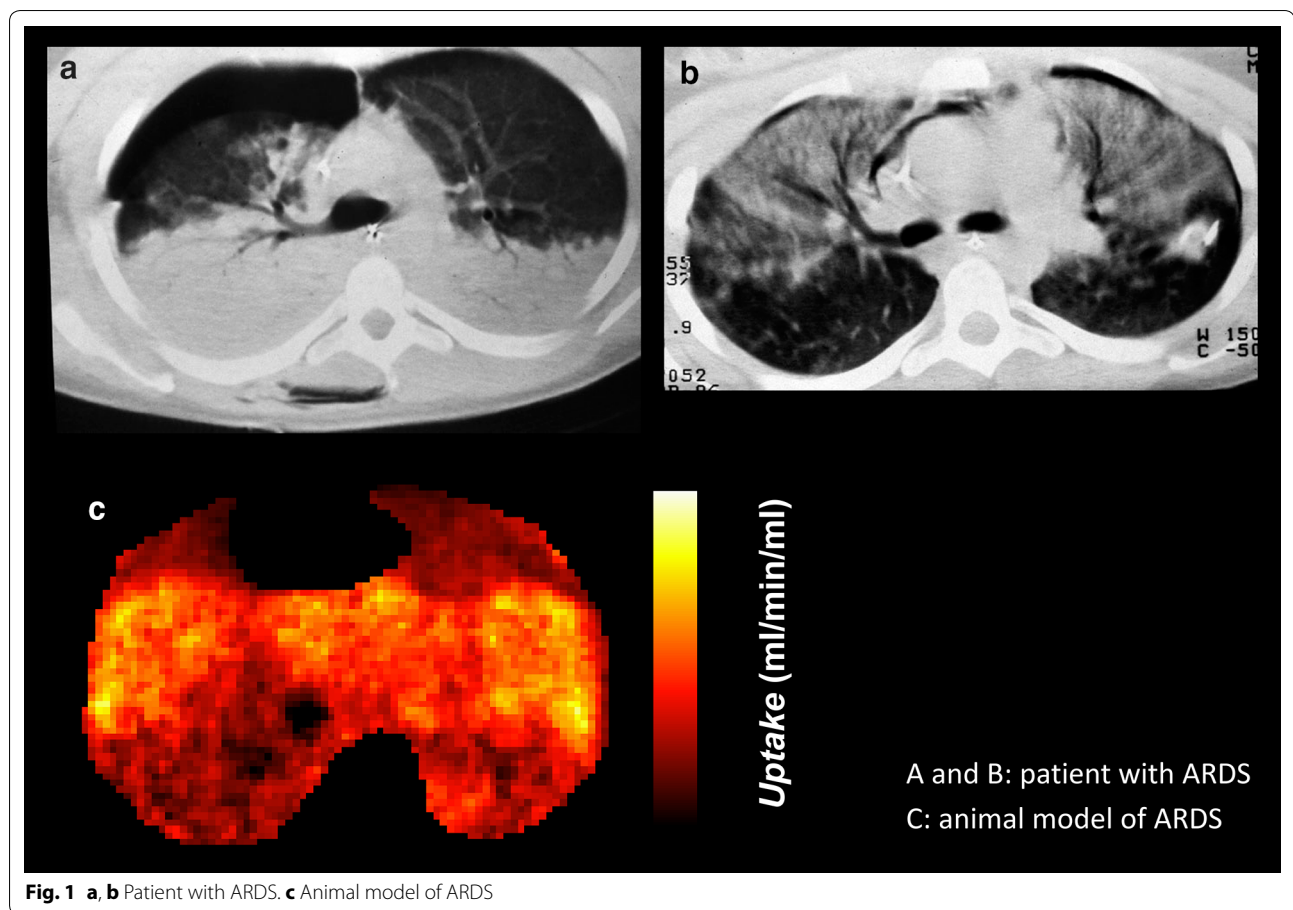 a
b
C
M
55
37
.9
W 150
C -50
052
c
Uptake (ml/min/ml)
A and B: patient with ARDS
C: animal model of ARDS
Fig. 1 a, b Patient with ARDS. c Animal model of ARDS